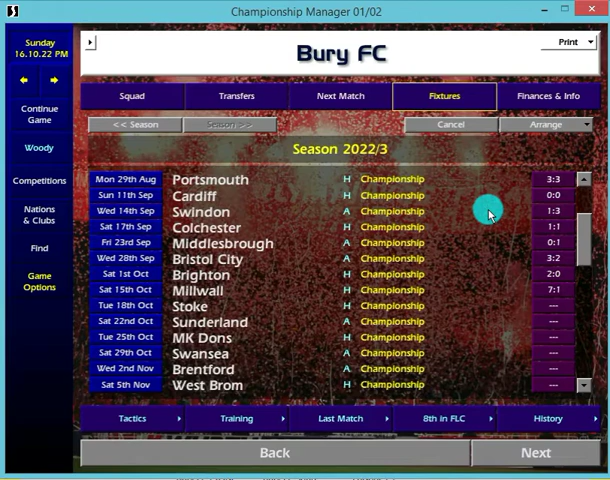 Championship Manager 01/02
Sunday
16.10.22 PM
Continue
Game
Woody
Competitions
Nations
& Clubs
Find
Game
Options
Bury FC
Print
Squad
Transfers
Next Match
Fixtures
Finances & Info
<< Season
Season >>
Cancel
Arrange
Season 2022/3
Mon 29th Aug Portsmouth H Championship 3:3
Sun 11th Sep Cardiff H Championship 0:0
Wed 14th Sep Swindon A Championship 1:3
Sat 17th Sep Colchester H Championship 1:1
Fri 23rd Sep Middlesbrough A Championship 0:1
Wed 28th Sep Bristol City A Championship 3:2
Sat 1st Oct Brighton H Championship 2:0
Sat 15th Oct Millwall H Championship 7:1
Tue 18th Oct Stoke H Championship ---
Sat 22nd Oct Sunderland A Championship ---
Tue 25th Oct MK Dons H Championship ---
Sat 29th Oct Swansea A Championship ---
Wed 2nd Nov Brentford A Championship ---
Sat 5th Nov West Brom H Championship ---
Tactics
Training
Last Match
8th in FLC
History
Back
Next